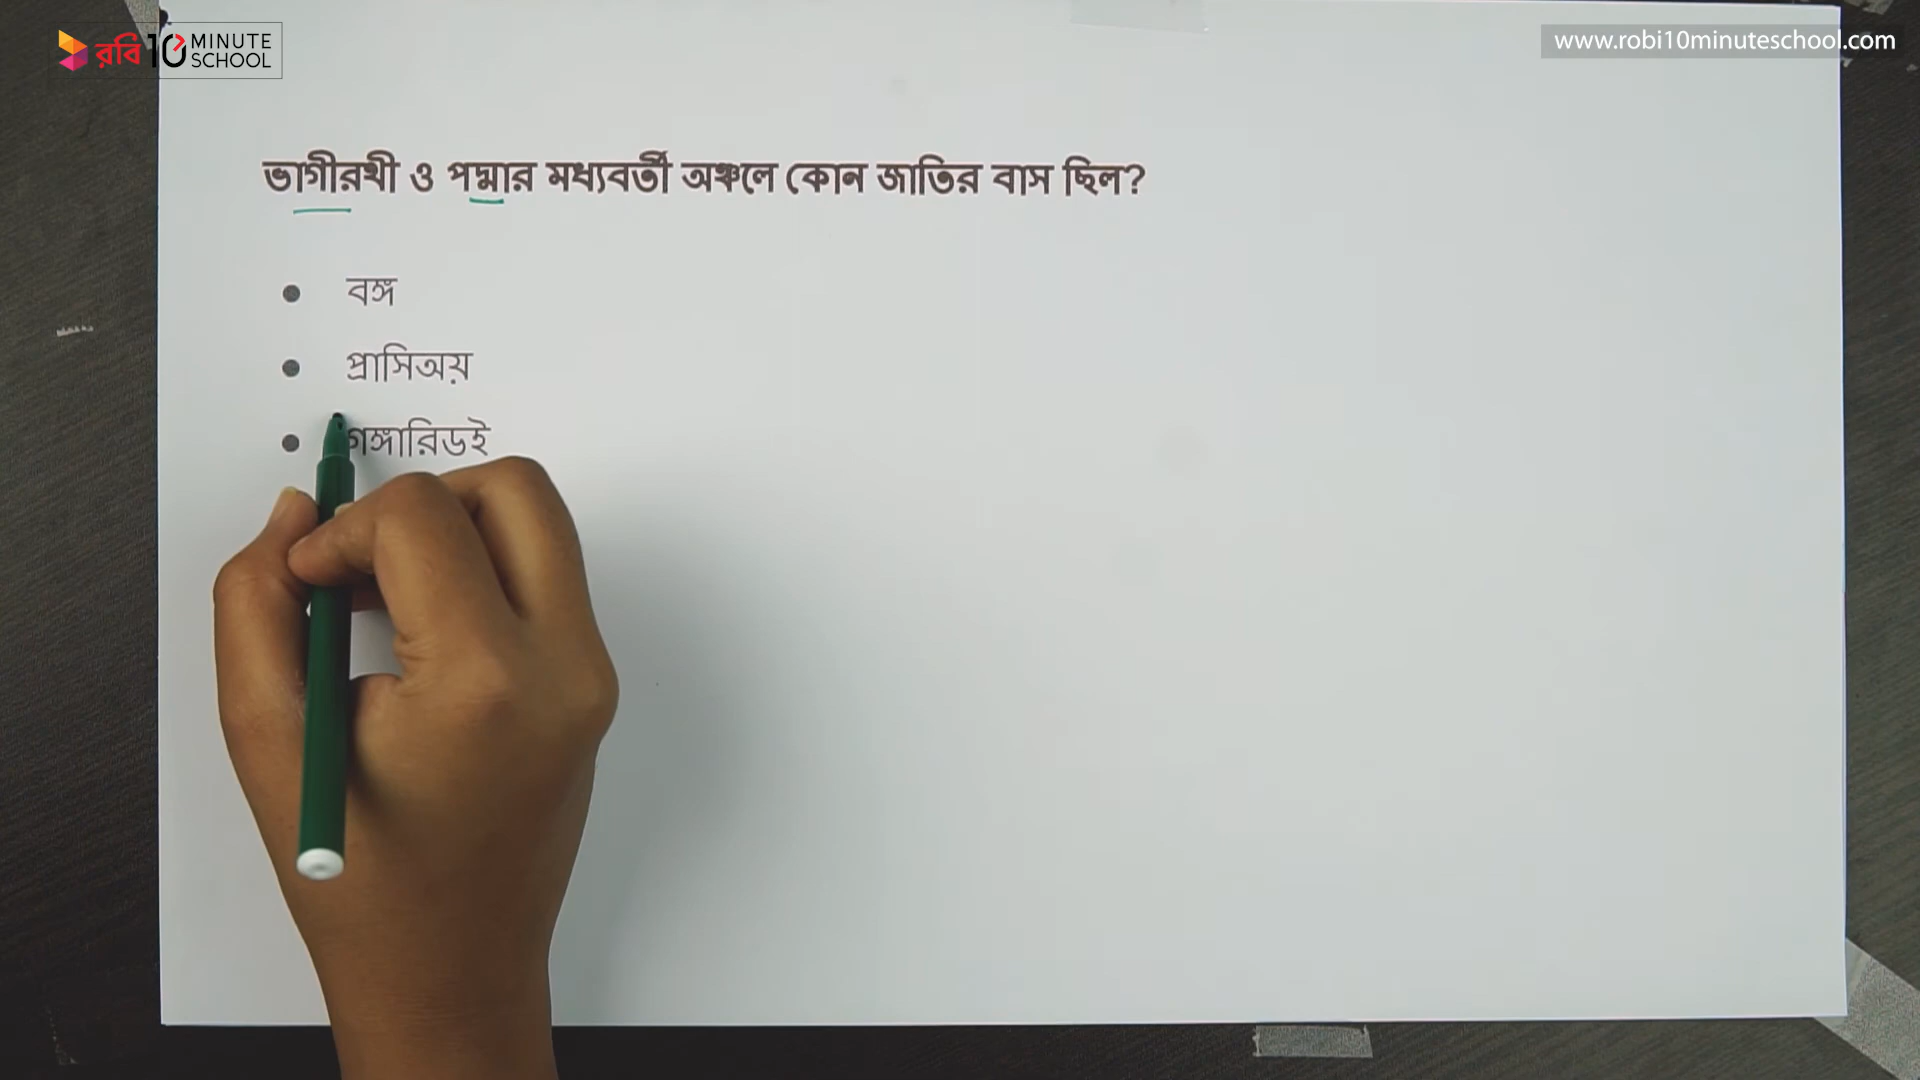 রবি 10 MINUTE SCHOOL
www.robi10minuteschool.com
ভাগীরথী ও পদ্মার মধ্যবর্তী অঞ্চলে কোন জাতির বাস ছিল?
• বঙ্গ
• প্রাসিঅয়
• গঙ্গারিডই